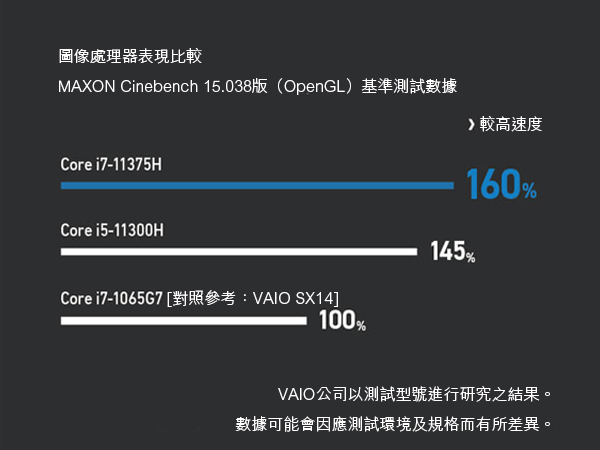 圖像處理器表現比較
MAXON Cinebench 15.038版（OpenGL）基準測試數據
❯ 較高速度
Core i7-11375H
160%
Core i5-11300H
145%
Core i7-1065G7 [對照參考：VAIO SX14]
100%
VAIO公司以測試型號進行研究之結果。
數據可能會因應測試環境及規格而有所差異。